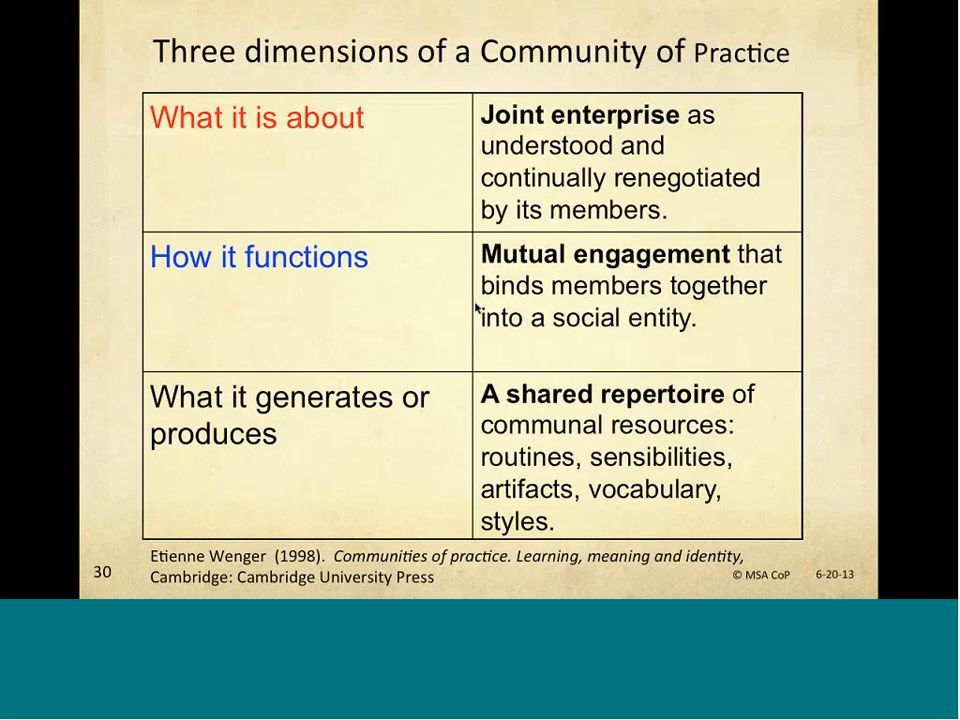 Three dimensions of a Community of Practice
What it is about
Joint enterprise as
understood and
continually renegotiated
by its members.
How it functions
Mutual engagement that
binds members together
into a social entity.
What it generates or
produces
A shared repertoire of
communal resources:
routines, sensibilities,
artifacts, vocabulary,
styles.
Etienne Wenger (1998). Communities of practice. Learning, meaning and identity,
Cambridge: Cambridge University Press
30
© MSA CoP 6-20-13